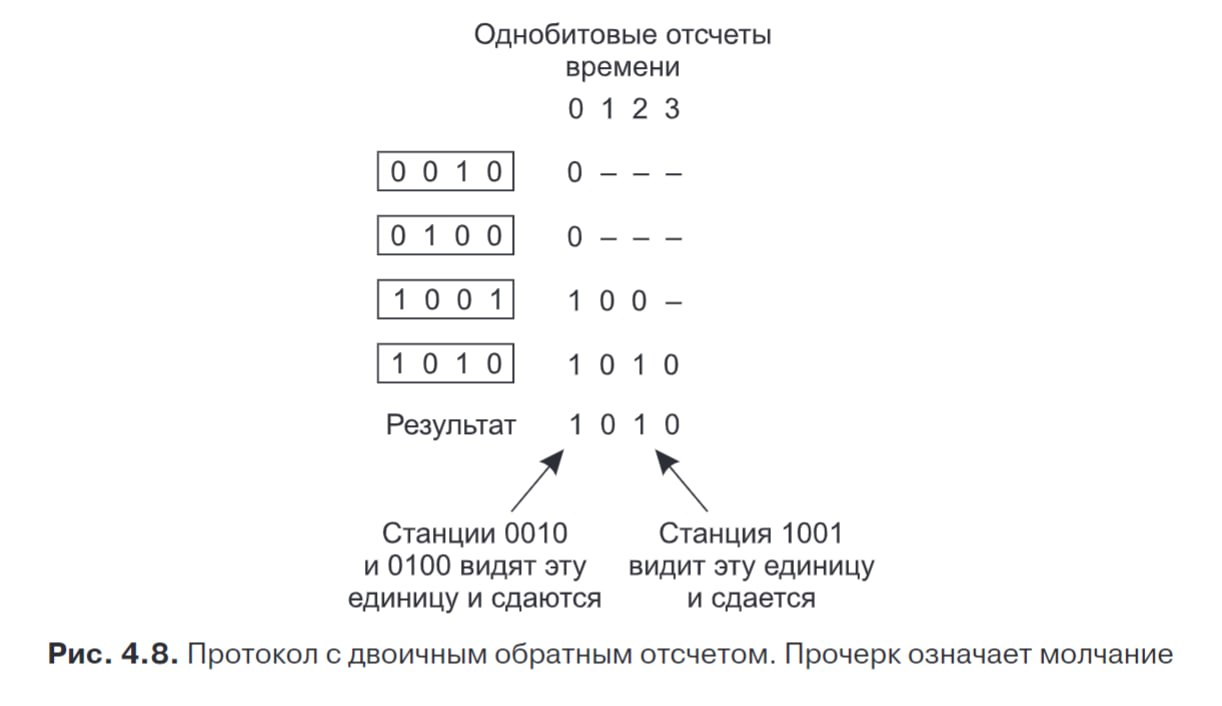 Однобитовые отсчеты
времени
0 1 2 3
0 0 1 0 0 – – –
0 1 0 0 0 – – –
1 0 0 1 1 0 0 –
1 0 1 0 1 0 1 0
Результат 1 0 1 0
Станции 0010
и 0100 видят эту
единицу и сдаются
Станция 1001
видит эту единицу
и сдается
Рис. 4.8. Протокол с двоичным обратным отсчетом. Прочерк означает молчание